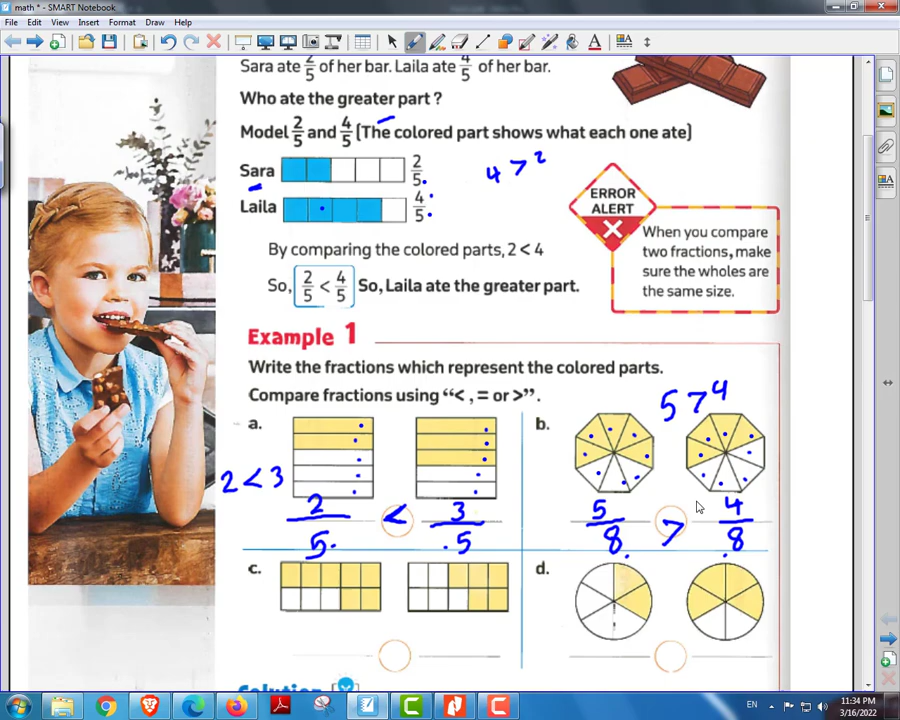 math * - SMART Notebook
File Edit View Insert Format Draw Help
Sara ate 2/5 of her bar. Laila ate 4/5 of her bar.
Who ate the greater part ?
Model 2/5 and 4/5 [The colored part shows what each one ate]
Sara 2/5
4 > 2
Laila 4/5
By comparing the colored parts, 2 < 4
So, 2/5 < 4/5 So, Laila ate the greater part.
ERROR
ALERT
When you compare
two fractions, make
sure the wholes are
the same size.
Example 1
Write the fractions which represent the colored parts.
Compare fractions using “< , = or >”.
a.
2 < 3
2/5 < 3/5
b.
5 > 4
5/8 > 4/8
c.
d.
Solution
EN
11:34 PM
3/16/2022